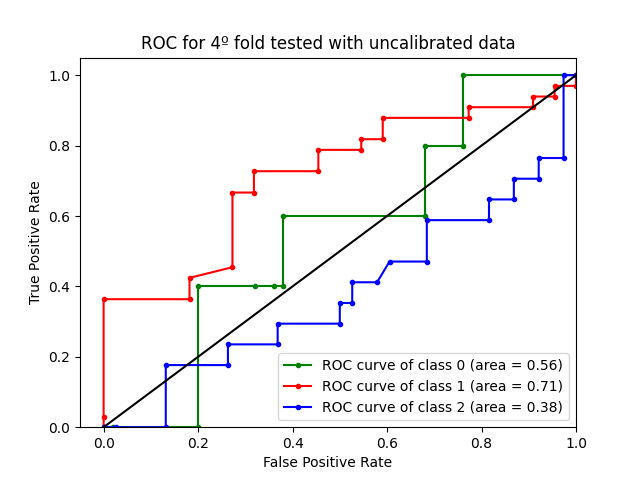 ROC for 4º fold tested with uncalibrated data
1.0
0.8
0.6
0.4
0.2
0.0
True Positive Rate
ROC curve of class 0 (area = 0.56)
ROC curve of class 1 (area = 0.71)
ROC curve of class 2 (area = 0.38)
0.0 0.2 0.4 0.6 0.8 1.0
False Positive Rate